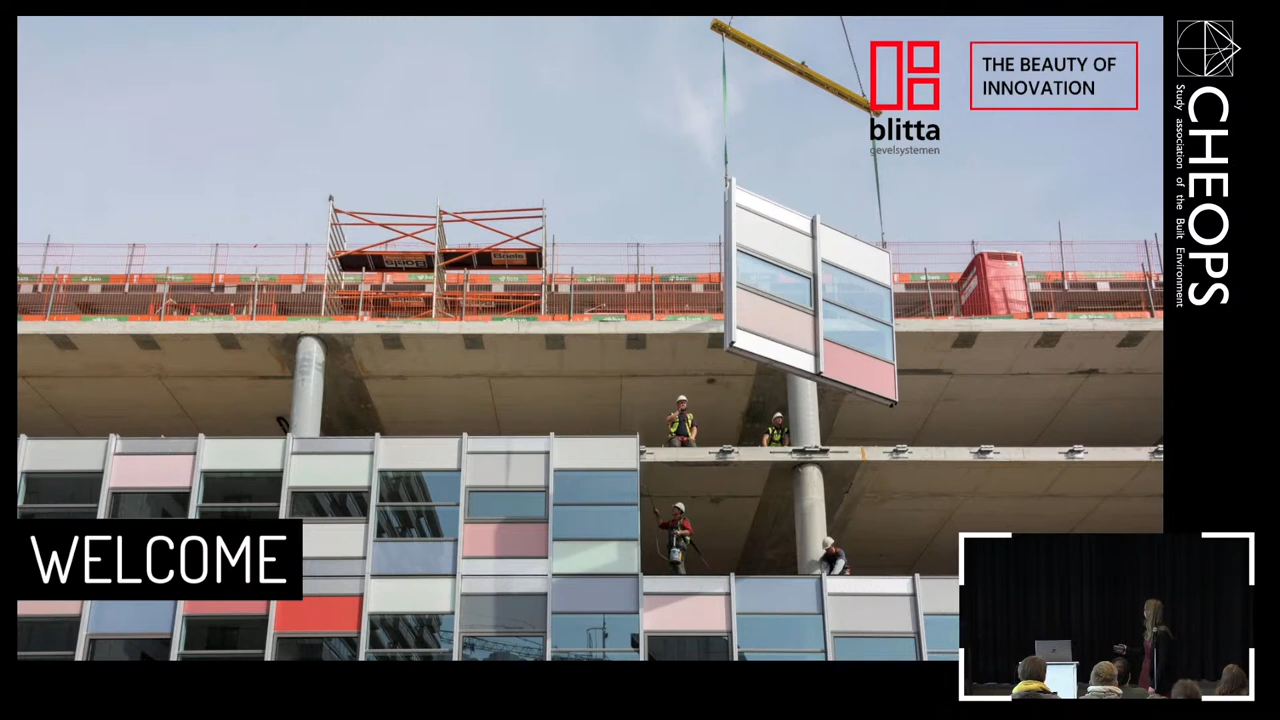 blitta
gevelsystemen
THE BEAUTY OF
INNOVATION
CHEOPS
Study association of the Built Environment
WELCOME